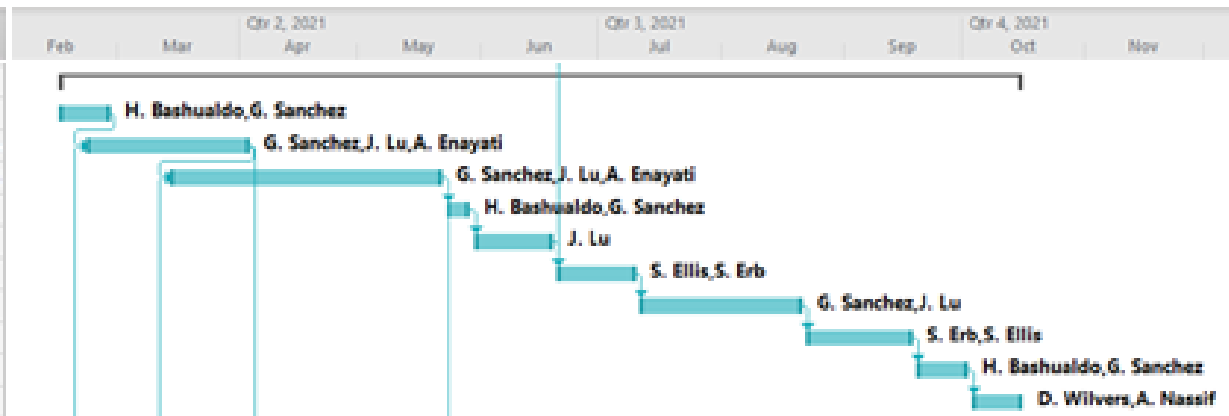 Qtr 2, 2021 Qtr 3, 2021 Qtr 4, 2021
Feb Mar Apr May Jun Jul Aug Sep Oct Nov
H. Bashualdo,G. Sanchez
G. Sanchez,J. Lu,A. Enayati
G. Sanchez,J. Lu,A. Enayati
H. Bashualdo,G. Sanchez
J. Lu
S. Ellis,S. Erb
G. Sanchez,J. Lu
S. Erb,S. Ellis
H. Bashualdo,G. Sanchez
D. Wilvers,A. Nassif